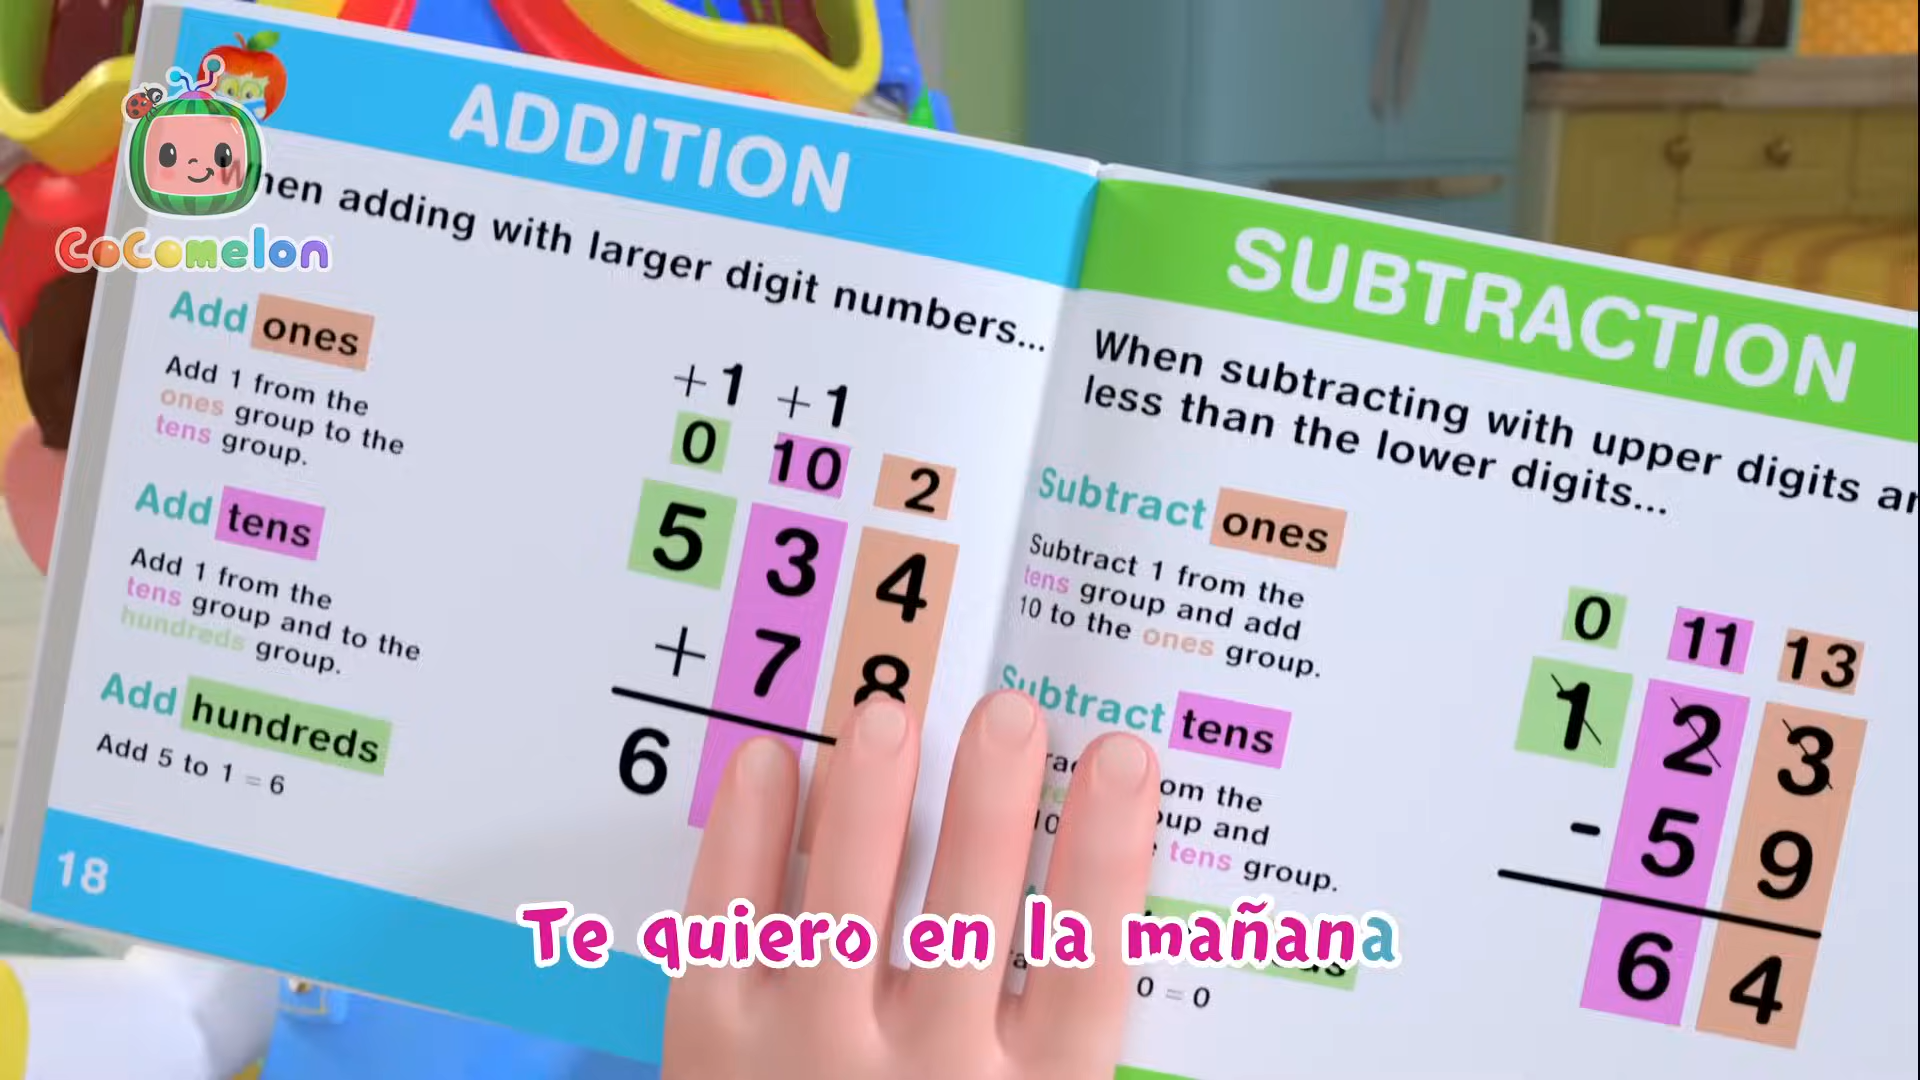 CoComelon
ADDITION
When adding with larger digit numbers...
Add ones
Add 1 from the
ones group to the
tens group.
Add tens
Add 1 from the
tens group and to the
hundreds group.
Add hundreds
Add 5 to 1 = 6
+1 +1
0 10 2
5 3 4
+ 7 8
6
18
SUBTRACTION
When subtracting with upper digits
less than the lower digits...
Subtract ones
Subtract 1 from the
tens group and add
10 to the ones group.
Subtract tens
the
and
tens group.
0 = 0
0 11 13
1 2 3
- 5 9
6 4
Te quiero en la mañana